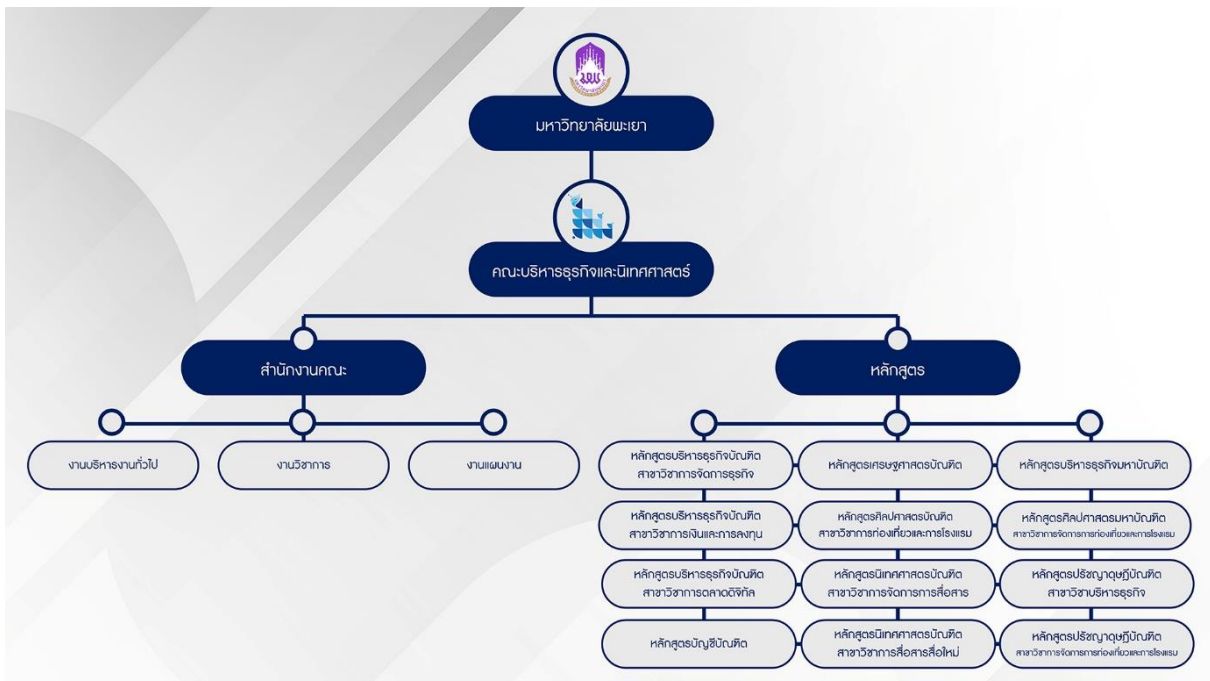 มหาวิทยาลัยพะเยา
คณะบริหารธุรกิจและนิเทศศาสตร์
สำนักงานคณะ
หลักสูตร
งานบริหารงานทั่วไป
งานวิชาการ
งานแผนงาน
หลักสูตรบริหารธุรกิจบัณฑิต
สาขาวิชาการจัดการธุรกิจ
หลักสูตรเศรษฐศาสตรบัณฑิต
หลักสูตรบริหารธุรกิจมหาบัณฑิต
หลักสูตรบริหารธุรกิจบัณฑิต
สาขาวิชาการเงินและการลงทุน
หลักสูตรศิลปศาสตรบัณฑิต
สาขาวิชาการท่องเที่ยวและการโรงแรม
หลักสูตรศิลปศาสตรมหาบัณฑิต
สาขาวิชาการจัดการการท่องเที่ยวและการโรงแรม
หลักสูตรบริหารธุรกิจบัณฑิต
สาขาวิชาการตลาดดิจิทัล
หลักสูตรนิเทศศาสตรบัณฑิต
สาขาวิชาการจัดการการสื่อสาร
หลักสูตรปรัชญาดุษฎีบัณฑิต
สาขาวิชาบริหารธุรกิจ
หลักสูตรบัญชีบัณฑิต
หลักสูตรนิเทศศาสตรบัณฑิต
สาขาวิชาการสื่อสารสื่อใหม่
หลักสูตรปรัชญาดุษฎีบัณฑิต
สาขาวิชาการจัดการการท่องเที่ยวและการโรงแรม